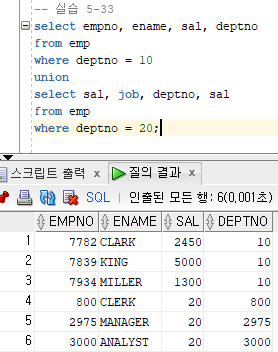 -- 실습 5-33
select empno, ename, sal, deptno
from emp
where deptno = 10
union
select sal, job, deptno, sal
from emp
where deptno = 20;
스크립트 출력 × 질의 결과 ×
SQL | 인출된 모든 행: 6(0,001초)
EMPNO ENAME SAL DEPTNO
1 7782 CLARK 2450 10
2 7839 KING 5000 10
3 7934 MILLER 1300 10
4 800 CLERK 20 800
5 2975 MANAGER 20 2975
6 3000 ANALYST 20 3000